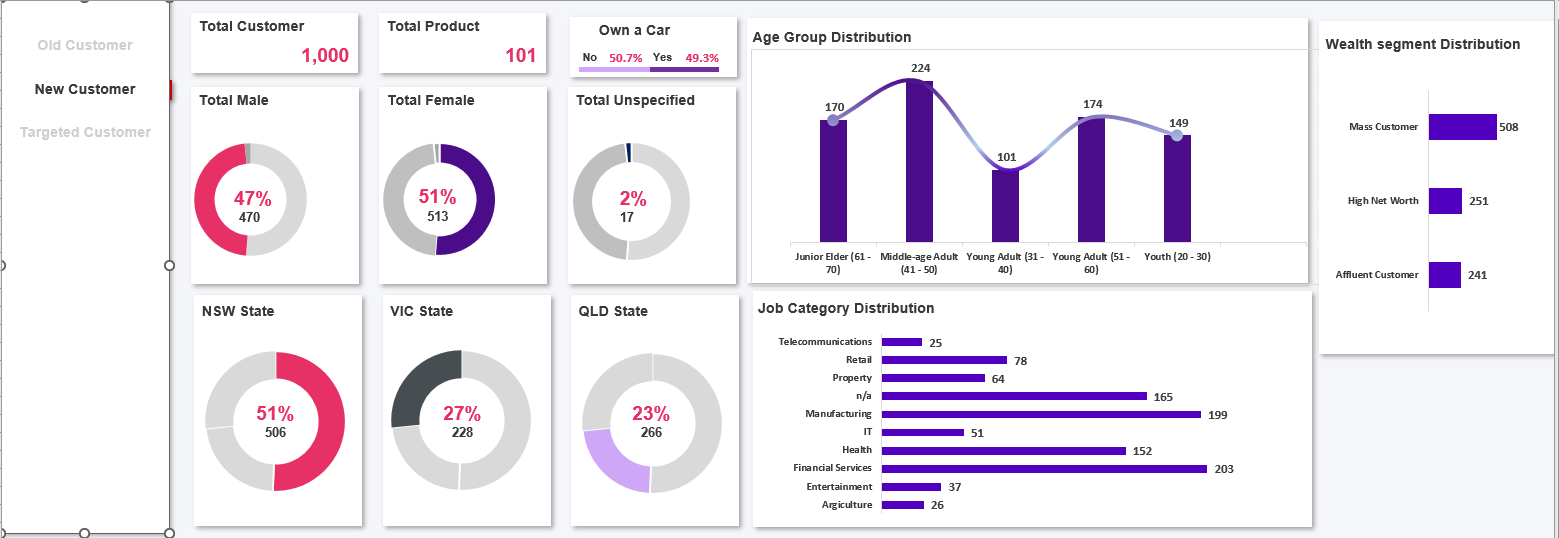 Old Customer
New Customer
Targeted Customer
Total Customer
1,000
Total Product
101
Own a Car
No 50.7% Yes 49.3%
Total Male
47%
470
Total Female
51%
513
Total Unspecified
2%
17
NSW State
51%
506
VIC State
27%
228
QLD State
23%
266
Age Group Distribution
170
224
101
174
149
Junior Elder (61 -
70)
Middle-age Adult
(41 - 50)
Young Adult (31 -
40)
Young Adult (51 -
60)
Youth (20 - 30)
Job Category Distribution
Telecommunications 25
Retail 78
Property 64
n/a 165
Manufacturing 199
IT 51
Health 152
Financial Services 203
Entertainment 37
Argiculture 26
Wealth segment Distribution
Mass Customer 508
High Net Worth 251
Affluent Customer 241